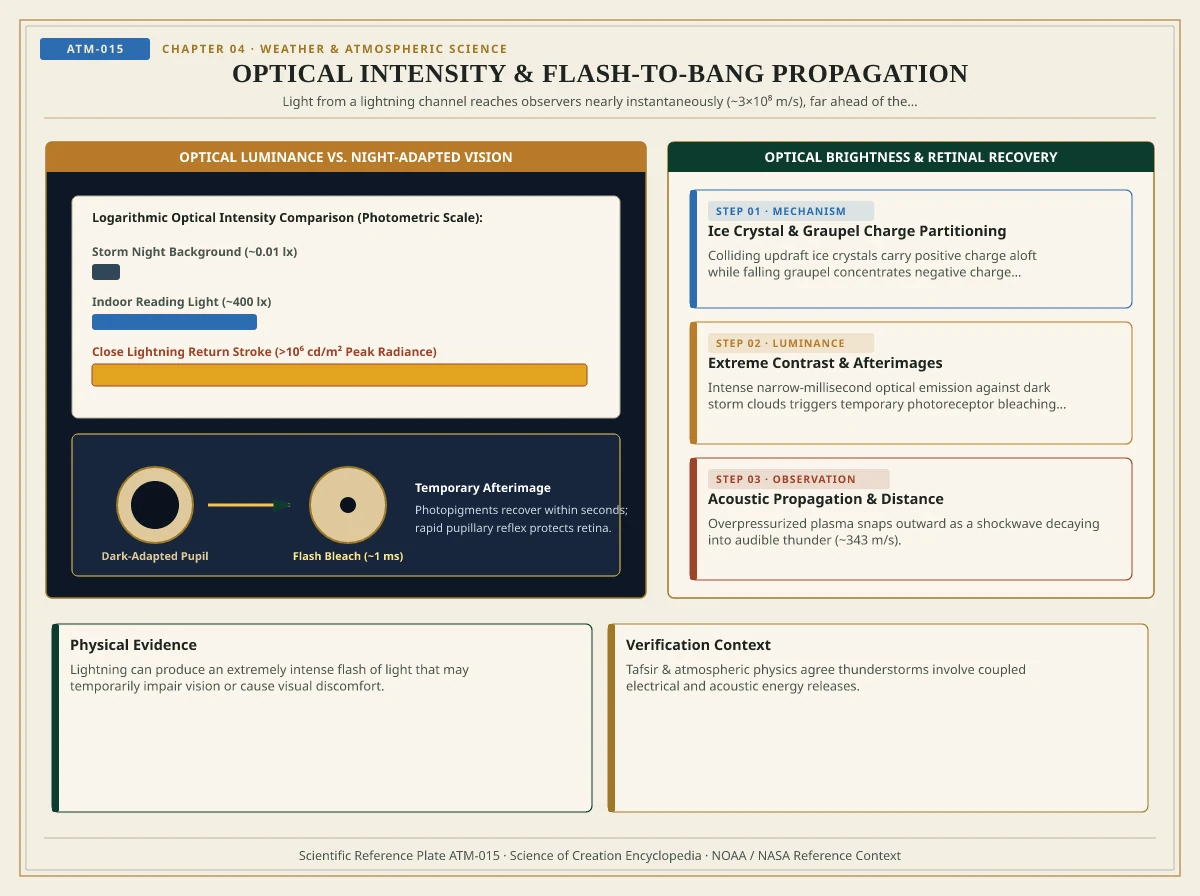 ATM-015
CHAPTER 04 · WEATHER & ATMOSPHERIC SCIENCE
OPTICAL INTENSITY & FLASH-TO-BANG PROPAGATION
Light from a lightning channel reaches observers nearly instantaneously (~3×10⁸ m/s), far ahead of the...
OPTICAL LUMINANCE VS. NIGHT-ADAPTED VISION
Logarithmic Optical Intensity Comparison (Photometric Scale):
Storm Night Background (~0.01 lx)
Indoor Reading Light (~400 lx)
Close Lightning Return Stroke (>10⁶ cd/m² Peak Radiance)
Dark-Adapted Pupil
Flash Bleach (~1 ms)
Temporary Afterimage
Photopigments recover within seconds;
rapid pupillary reflex protects retina.
OPTICAL BRIGHTNESS & RETINAL RECOVERY
STEP 01 · MECHANISM
Ice Crystal & Graupel Charge Partitioning
Colliding updraft ice crystals carry positive charge aloft
while falling graupel concentrates negative charge...
STEP 02 · LUMINANCE
Extreme Contrast & Afterimages
Intense narrow-millisecond optical emission against dark
storm clouds triggers temporary photoreceptor bleaching...
STEP 03 · OBSERVATION
Acoustic Propagation & Distance
Overpressurized plasma snaps outward as a shockwave decaying
into audible thunder (~343 m/s).
Physical Evidence
Lightning can produce an extremely intense flash of light that may
temporarily impair vision or cause visual discomfort.
Verification Context
Tafsir & atmospheric physics agree thunderstorms involve coupled
electrical and acoustic energy releases.
Scientific Reference Plate ATM-015 · Science of Creation Encyclopedia · NOAA / NASA Reference Context